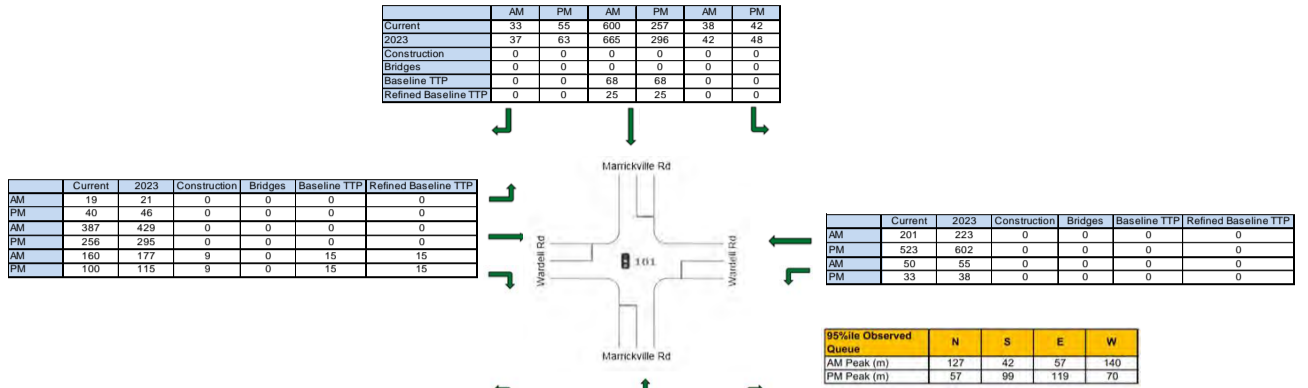 AM PM AM PM AM PM
Current 33 55 600 257 38 42
2023 37 63 665 296 42 48
Construction 0 0 0 0 0 0
Bridges 0 0 0 0 0 0
Baseline TTP 0 0 68 68 0 0
Refined Baseline TTP 0 0 25 25 0 0
Marrickville Rd
Current 2023 Construction Bridges Baseline TTP Refined Baseline TTP
AM 19 21 0 0 0 0
PM 40 46 0 0 0 0
AM 387 429 0 0 0 0
PM 256 295 0 0 0 0
AM 160 177 9 0 15 15
PM 100 115 9 0 15 15
Wardell Rd
101
Wardell Rd
Current 2023 Construction Bridges Baseline TTP Refined Baseline TTP
AM 201 223 0 0 0 0
PM 523 602 0 0 0 0
AM 50 55 0 0 0 0
PM 33 38 0 0 0 0
Marrickville Rd
95%ile Observed
Queue N S E W
AM Peak (m) 127 42 57 140
PM Peak (m) 57 99 119 70